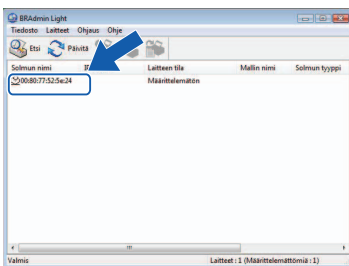 BRAdmin Light
Tiedosto Laitteet Ohjaus Ohje
Etsi Päivitä
Solmun nimi Laitteen tila Mallin nimi Solmun tyyppi
00:80:77:52:5e:24 Määrittelemätön
Valmis Laitteet : 1 (Määrittelemättömiä : 1)